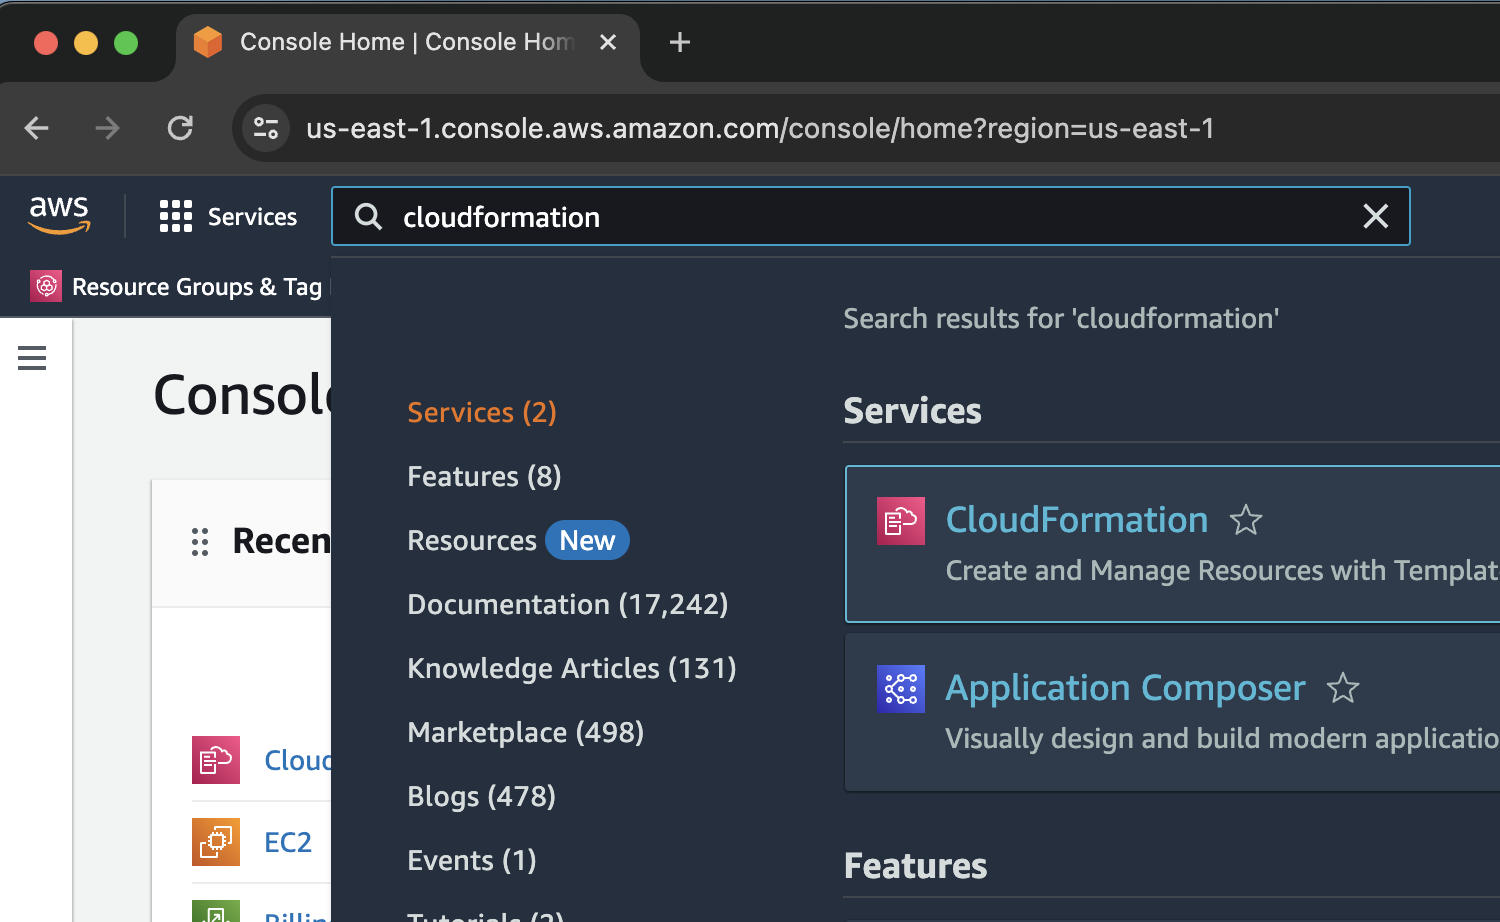 Console Home | Console Hom
us-east-1.console.aws.amazon.com/console/home?region=us-east-1
aws
Services
cloudformation
Resource Groups & Tag
Search results for 'cloudformation'
Consol
Services (2)
Features (8)
Resources New
Documentation (17,242)
Knowledge Articles (131)
Marketplace (498)
Blogs (478)
Events (1)
Tutorials (2)
Services
CloudFormation
Create and Manage Resources with Templat
Application Composer
Visually design and build modern applicatio
Features
Recen
Cloud
EC2
Billin